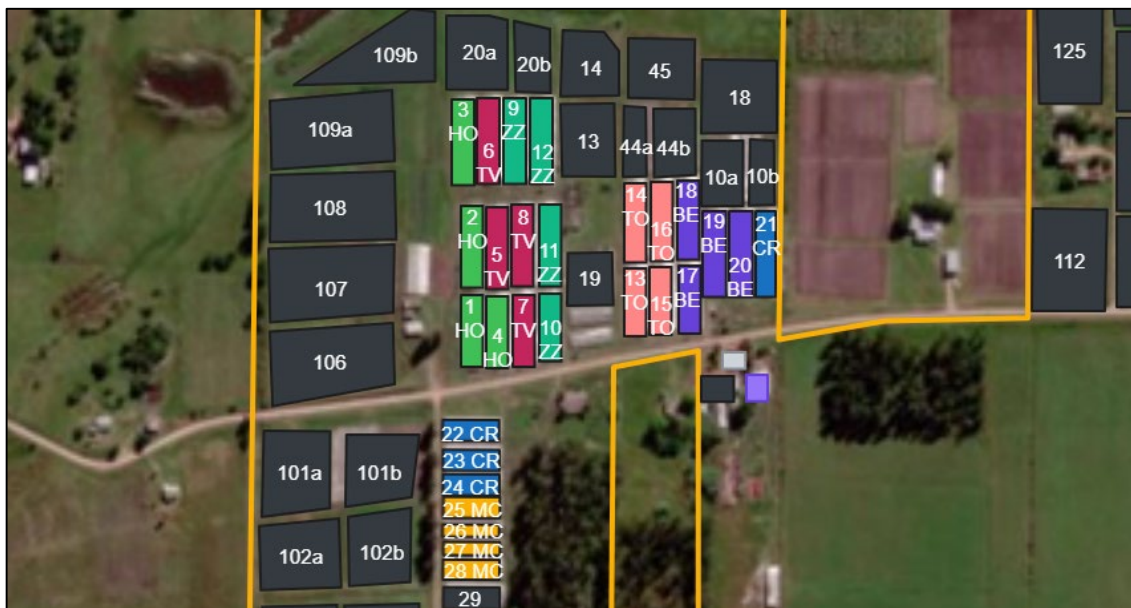 109b
20a
20b
14
45
125
18
109a
3
HO
6
TV
9
ZZ
12
ZZ
13
44a
44b
10a
10b
108
2
HO
5
TV
8
TV
11
ZZ
14
TO
16
TO
18
BE
19
BE
20
BE
21
CR
112
107
19
13
TO
15
TO
17
BE
1
HO
4
HO
7
TV
10
ZZ
106
22 CR
23 CR
24 CR
25 MC
26 MC
27 MC
28 MC
29
101a
101b
102a
102b